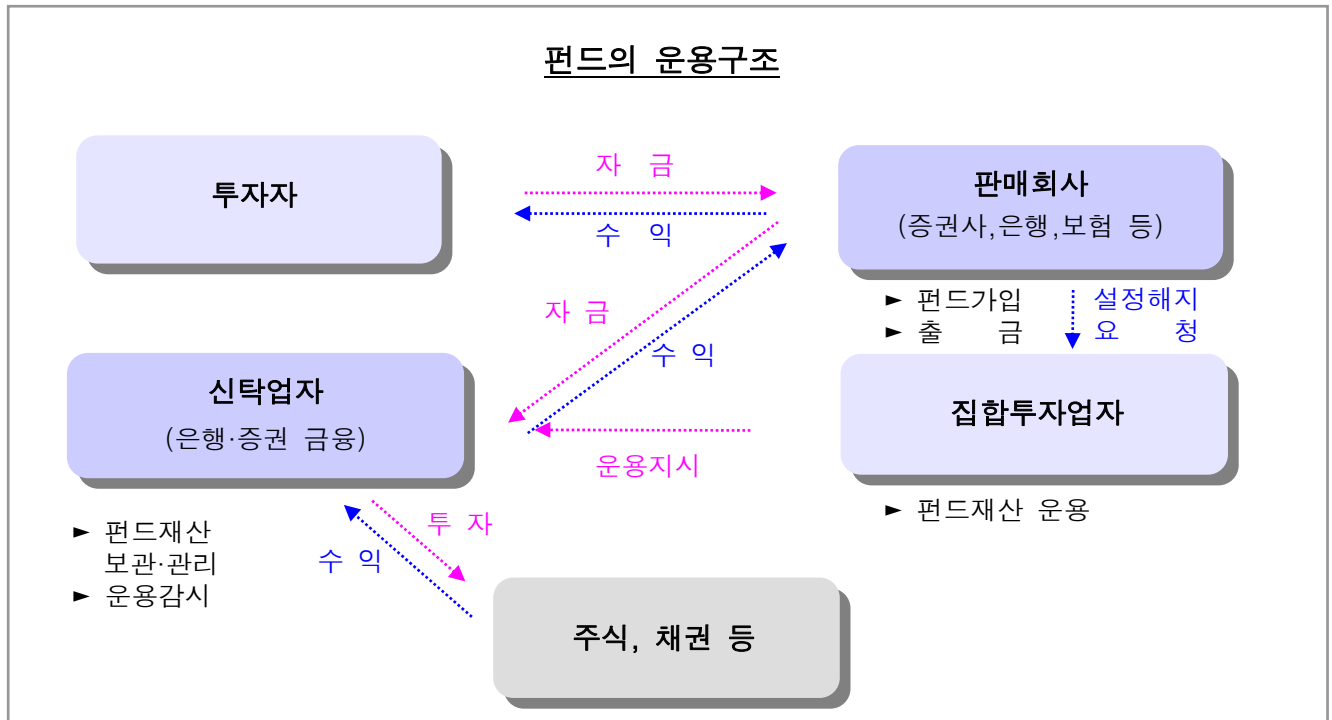 펀드의 운용구조
투자자
자 금
수 익
판매회사
(증권사,은행,보험 등)
► 펀드가입
► 출 금
설정해지
요 청
자 금
수 익
신탁업자
(은행·증권 금융)
집합투자업자
운용지시
► 펀드재산 운용
► 펀드재산
보관·관리
► 운용감시
투 자
수 익
주식, 채권 등